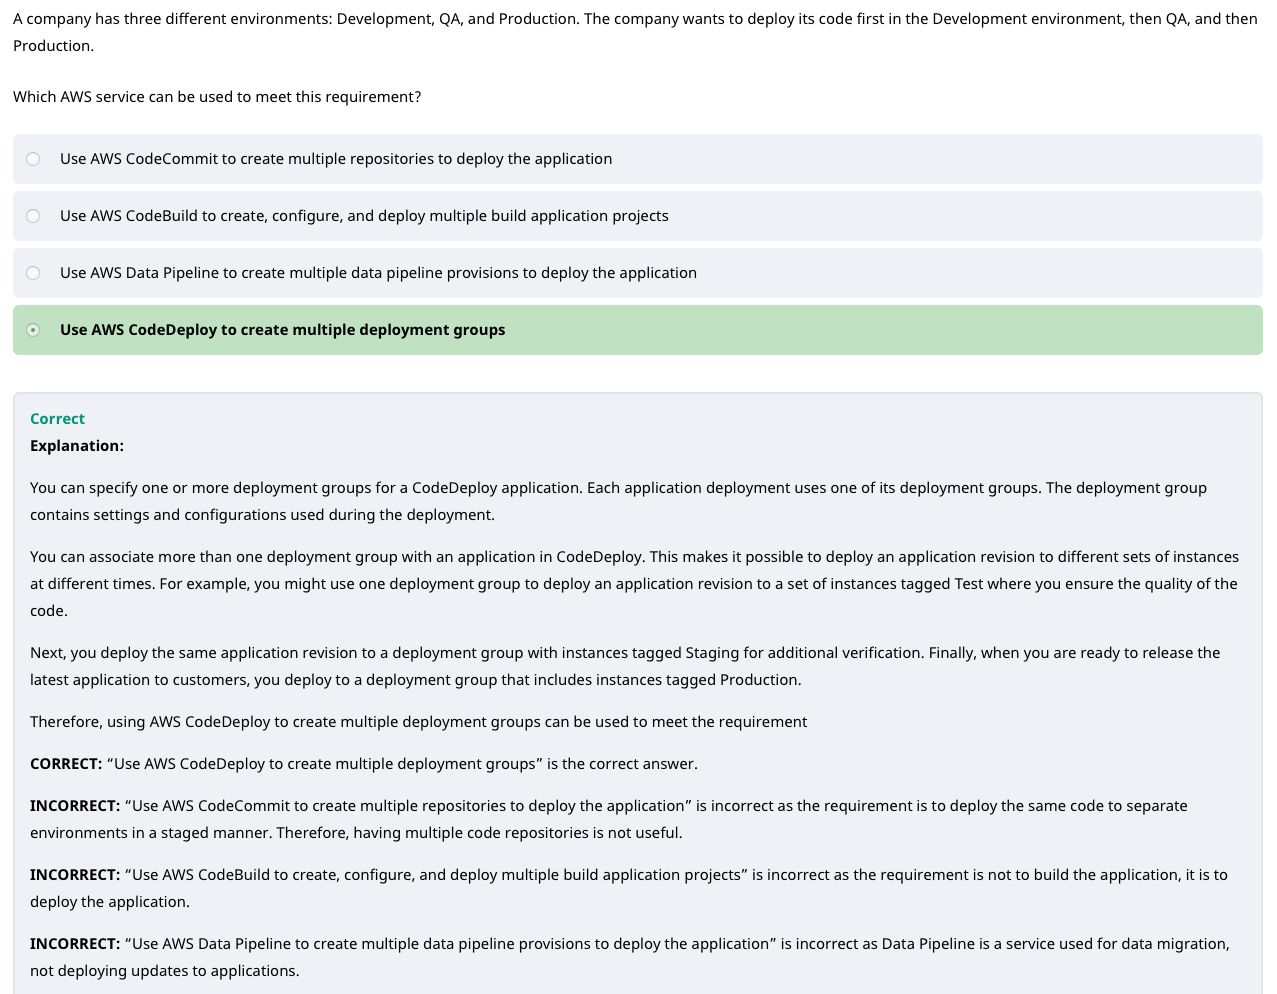 A company has three different environments: Development, QA, and Production. The company wants to deploy its code first in the Development environment, then QA, and then
Production.
Which AWS service can be used to meet this requirement?
Use AWS CodeCommit to create multiple repositories to deploy the application
Use AWS CodeBuild to create, configure, and deploy multiple build application projects
Use AWS Data Pipeline to create multiple data pipeline provisions to deploy the application
Use AWS CodeDeploy to create multiple deployment groups
Correct
Explanation:
You can specify one or more deployment groups for a CodeDeploy application. Each application deployment uses one of its deployment groups. The deployment group
contains settings and configurations used during the deployment.
You can associate more than one deployment group with an application in CodeDeploy. This makes it possible to deploy an application revision to different sets of instances
at different times. For example, you might use one deployment group to deploy an application revision to a set of instances tagged Test where you ensure the quality of the
code.
Next, you deploy the same application revision to a deployment group with instances tagged Staging for additional verification. Finally, when you are ready to release the
latest application to customers, you deploy to a deployment group that includes instances tagged Production.
Therefore, using AWS CodeDeploy to create multiple deployment groups can be used to meet the requirement
CORRECT: “Use AWS CodeDeploy to create multiple deployment groups” is the correct answer.
INCORRECT: “Use AWS CodeCommit to create multiple repositories to deploy the application” is incorrect as the requirement is to deploy the same code to separate
environments in a staged manner. Therefore, having multiple code repositories is not useful.
INCORRECT: “Use AWS CodeBuild to create, configure, and deploy multiple build application projects” is incorrect as the requirement is not to build the application, it is to
deploy the application.
INCORRECT: “Use AWS Data Pipeline to create multiple data pipeline provisions to deploy the application” is incorrect as Data Pipeline is a service used for data migration,
not deploying updates to applications.